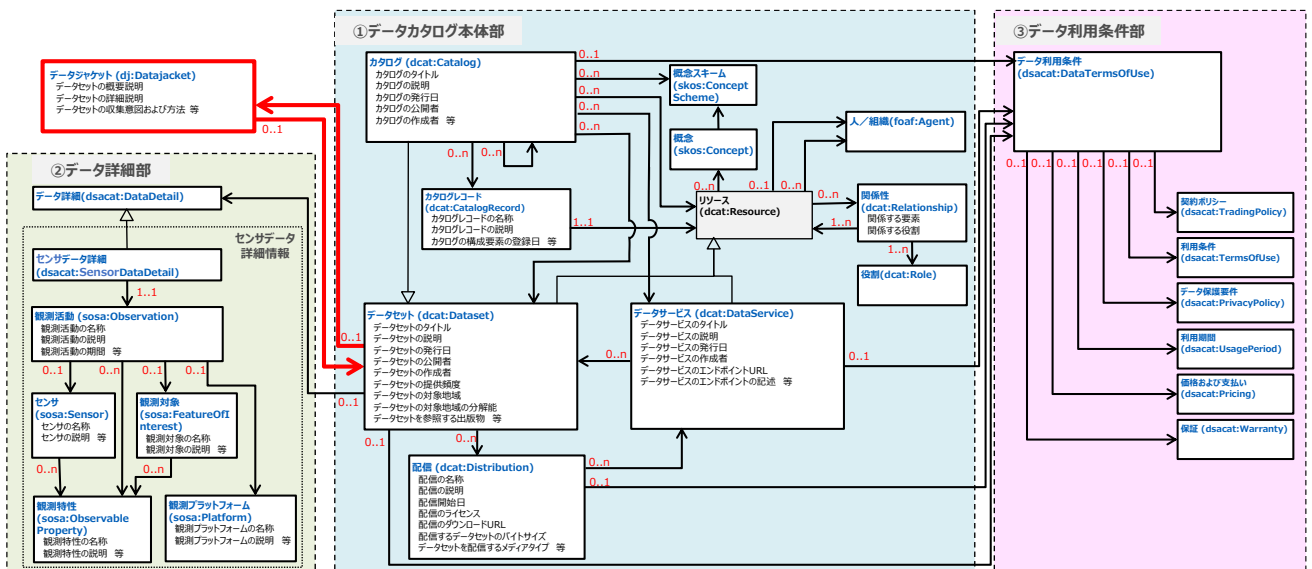 ①データカタログ本体部
③データ利用条件部
データジャケット (dj:Datajacket)
データセットの概要説明
データセットの詳細説明
データセットの収集意図および方法 等
0..1
②データ詳細部
データ詳細(dsacat:DataDetail)
センサデータ
詳細情報
センサデータ詳細
(dsacat:SensorDataDetail)
1..1
観測活動 (sosa:Observation)
観測活動の名称
観測活動の説明
観測活動の期間 等
0..1
0..n
0..1
0..1
センサ
(sosa:Sensor)
センサの名称
センサの説明 等
観測対象
(sosa:FeatureOfI
nterest)
観測対象の名称
観測対象の説明 等
0..n
0..n
観測特性
(sosa:Observable
Property)
観測特性の名称
観測特性の説明 等
観測プラットフォーム
(sosa:Platform)
観測プラットフォームの名称
観測プラットフォームの説明 等
カタログ (dcat:Catalog)
カタログのタイトル
カタログの説明
カタログの発行日
カタログの公開者
カタログの作成者 等
0..1
0..n
0..n
0..n
0..n
0..n
0..n
概念スキーム
(skos:Concept
Scheme)
概念
(skos:Concept)
人/組織(foaf:Agent)
カタログレコード
(dcat:CatalogRecord)
カタログレコードの名称
カタログレコードの説明
カタログの構成要素の登録日 等
1..1
0..n
0..1
0..n
リソース
(dcat:Resource)
0..n
1..n
関係性
(dcat:Relationship)
関係する要素
関係する役割
1..n
役割(dcat:Role)
データセット (dcat:Dataset)
データセットのタイトル
データセットの説明
データセットの発行日
データセットの公開者
データセットの作成者
データセットの提供頻度
データセットの対象地域
データセットの対象地域の分解能
データセットを参照する出版物 等
0..1
0..1
0..1
0..n
0..n
データサービス (dcat:DataService)
データサービスのタイトル
データサービスの説明
データサービスの発行日
データサービスの作成者
データサービスのエンドポイントURL
データサービスのエンドポイントの記述 等
0..1
配信 (dcat:Distribution)
配信の名称
配信の説明
配信開始日
配信のライセンス
配信のダウンロードURL
配信するデータセットのバイトサイズ
データセットを配信するメディアタイプ 等
0..n
0..1
データ利用条件
(dsacat:DataTermsOfUse)
0..1
0..1
0..1
0..1
0..1
0..1
契約ポリシー
(dsacat:TradingPolicy)
利用条件
(dsacat:TermsOfUse)
データ保護要件
(dsacat:PrivacyPolicy)
利用期間
(dsacat:UsagePeriod)
価格および支払い
(dsacat:Pricing)
保証 (dsacat:Warranty)